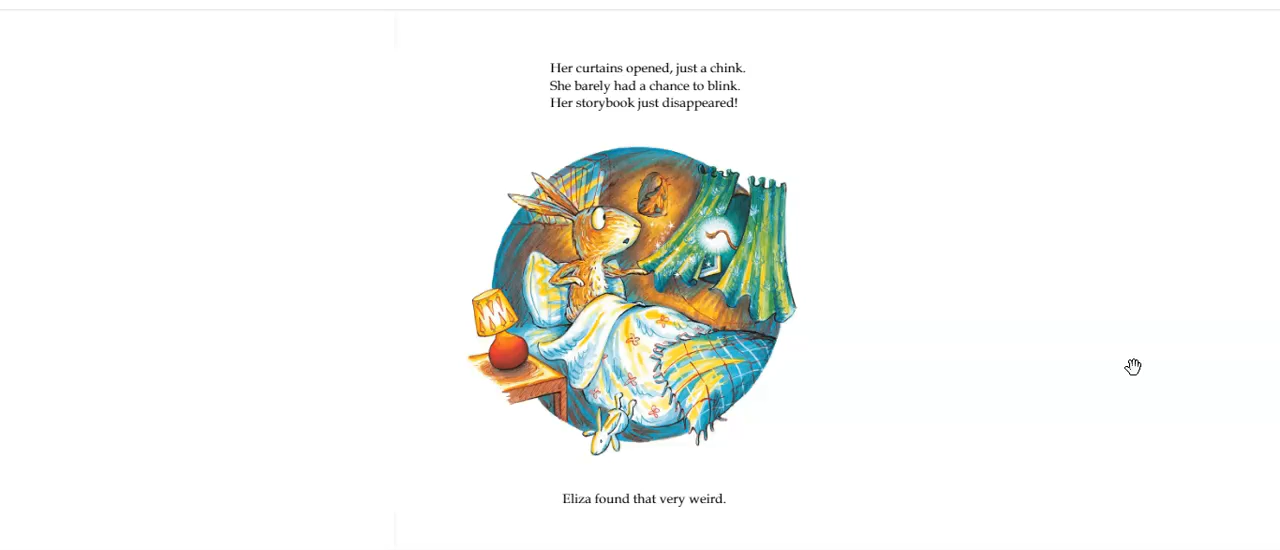 Her curtains opened, just a chink.
She barely had a chance to blink.
Her storybook just disappeared!
Eliza found that very weird.